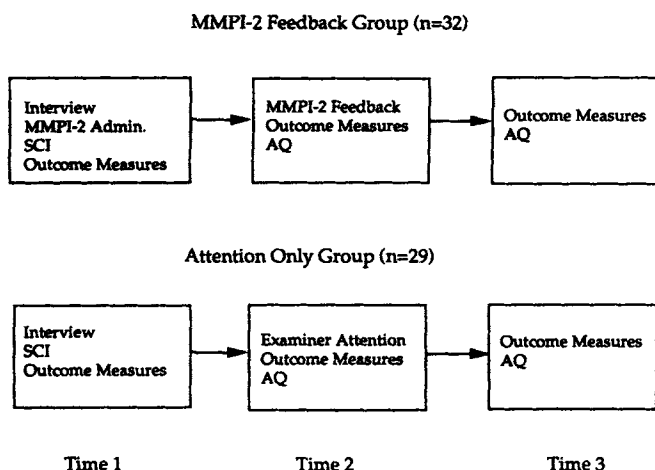 MMPI-2 Feedback Group (n=32)
Interview
MMPI-2 Admin.
SCI
Outcome Measures
MMPI-2 Feedback
Outcome Measures
AQ
Outcome Measures
AQ
Attention Only Group (n=29)
Interview
SCI
Outcome Measures
Examiner Attention
Outcome Measures
AQ
Outcome Measures
AQ
Time 1
Time 2
Time 3